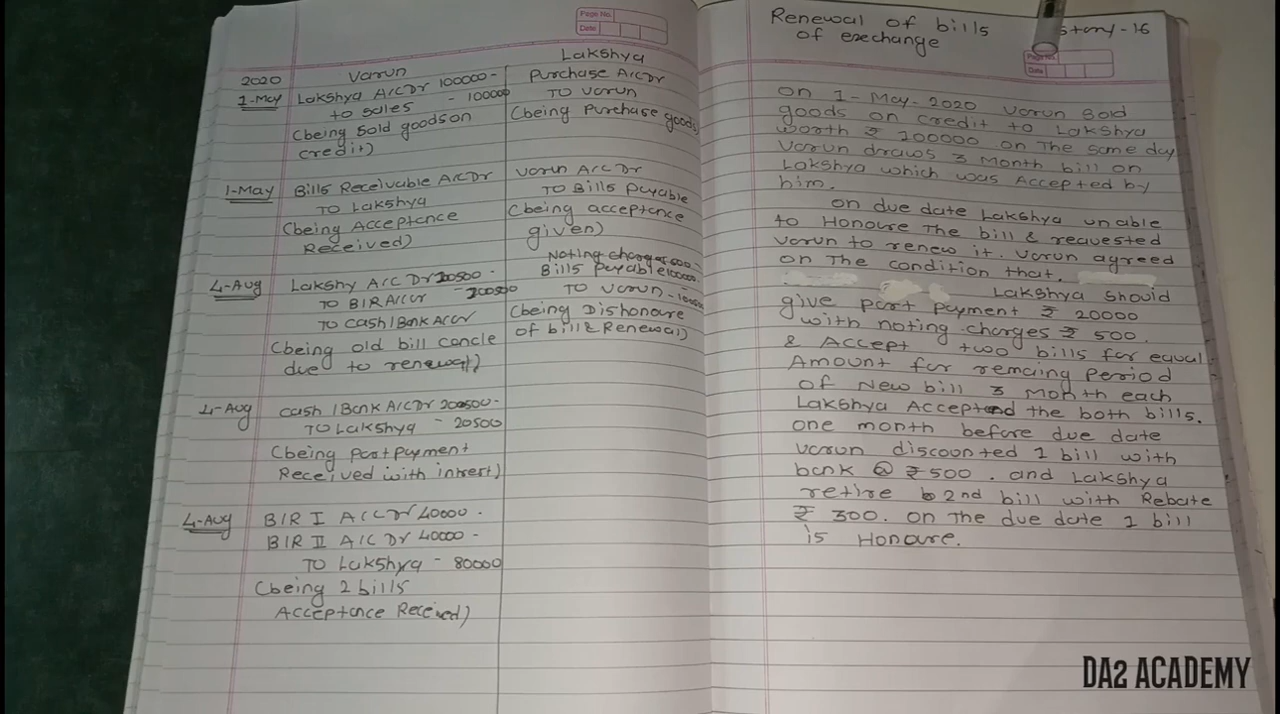 Page No.
Date
Varun
Lakshya
2020
1-May
Lakshya A/C Dr 100000-
to sales - 100000
(being sold goods on
credit)
Purchase A/C Dr
TO Varun
(being Purchase goods
1-May
Bills Receivable A/C Dr
TO Lakshya
(being Acceptance
Received)
Varun A/C Dr
TO Bills Payable
(being acceptance
given)
4-Aug
Lakshy A/C Dr
TO B/R A/C Cr
TO Cash/Bank A/C Cr
(being old bill cancle
due to renewal)
Noting charges 500-
Bills Payable 100000-
TO Varun -
(being Dishonore
of bill & Renewal)
4-Aug
Cash/Bank A/C Dr
TO Lakshya - 20500
(being Part Payment
Received with intrest)
4-Aug
B/R I A/C Dr 40000-
B/R II A/C Dr 40000-
TO Lakshya - 80000
(being 2 bills
Acceptance Received)
Renewal of bills
of exchange
story-16
Page No.
Date
on 1-May-2020 Varun sold
goods on credit to Lakshya
worth ₹ 100000 on the same day
Varun draws 3 Month bill on
Lakshya which was Accepted by
him.
on due date Lakshya unable
to Honoure the bill & requested
Varun to renew it. Varun agreed
on the condition that.
Lakshya should
give part payment ₹ 20000
with noting charges ₹ 500.
& Accept two bills for equal
Amount for remaing Period
of New bill 3 Month each
Lakshya Accepted the both bills.
one month before due date
Varun discounted 1 bill with
bank @ ₹ 500. and Lakshya
retire 2nd bill with Rebate
₹ 300. on the due date 1 bill
is Honoure.
DA2 ACADEMY